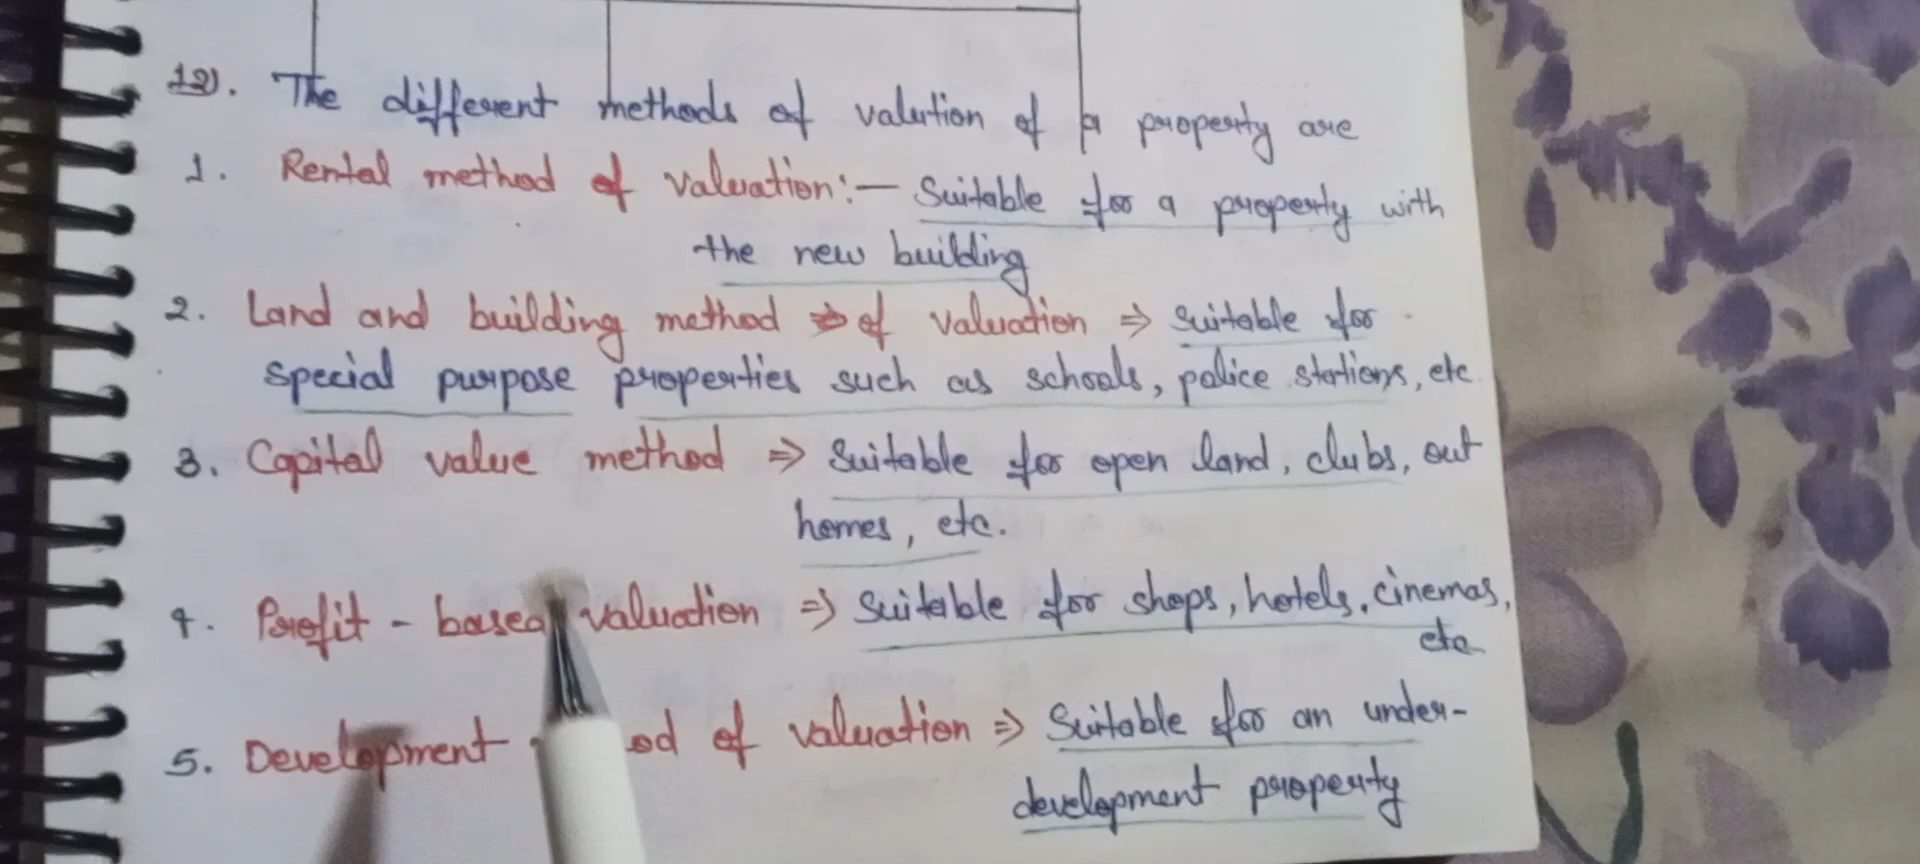 12). The different methods of valution of a property are
1. Rental method of valuation:- Suitable for a property with
the new building
2. Land and building method of valuation ⇒ suitable for
special purpose properties such as schools, police stations, etc
3. Capital value method ⇒ suitable for open land, clubs, out
homes, etc.
4. Profit - based valuation ⇒ suitable for shops, hotels, cinemas,
etc
5. Development of valuation ⇒ Suitable for an under-
development property